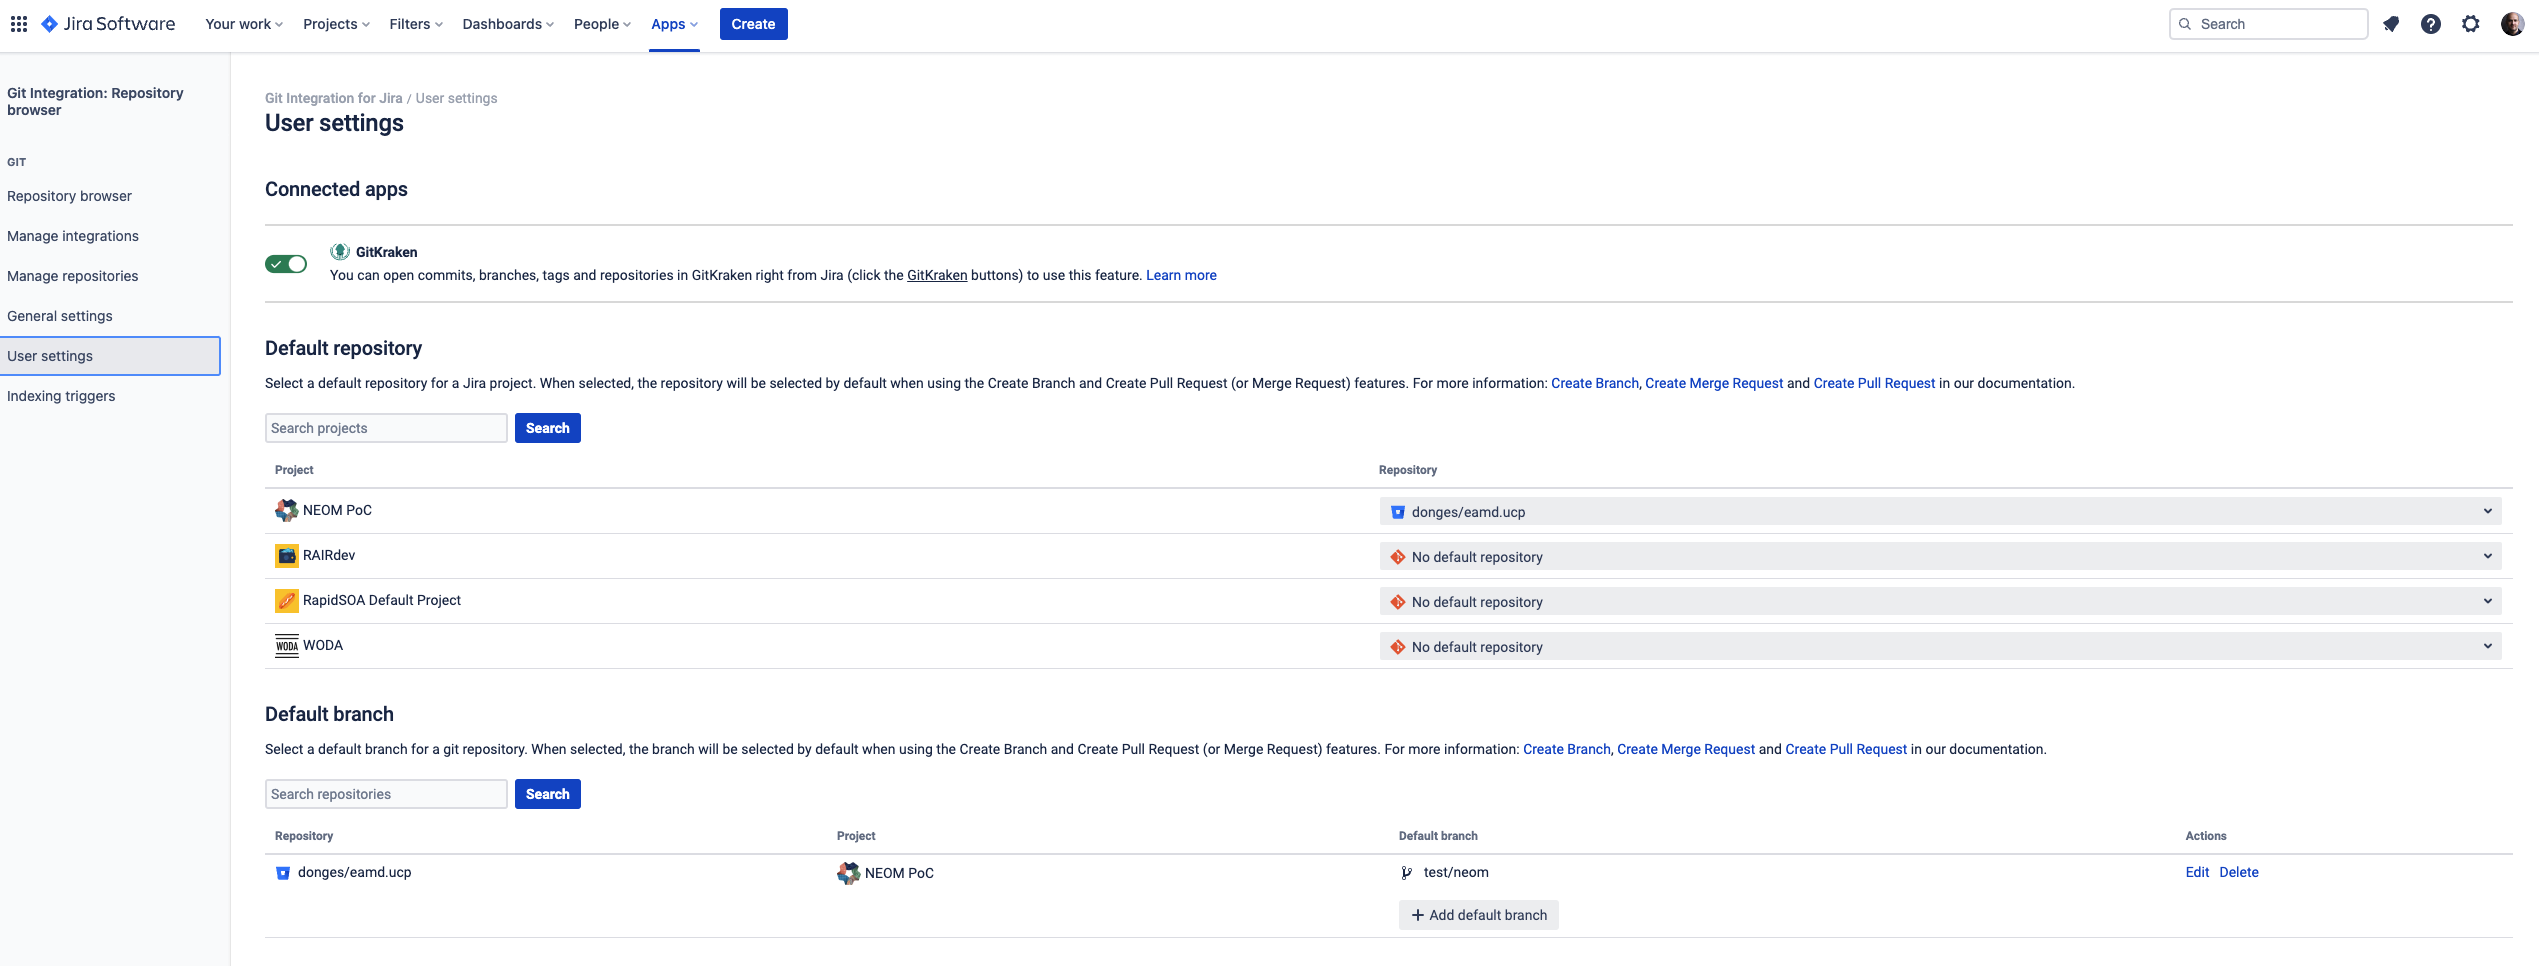 Jira Software Your work Projects Filters Dashboards People Apps Create Search
Git Integration: Repository
browser
GIT
Repository browser
Manage integrations
Manage repositories
General settings
User settings
Indexing triggers
Git Integration for Jira / User settings
User settings
Connected apps
GitKraken
You can open commits, branches, tags and repositories in GitKraken right from Jira (click the GitKraken buttons) to use this feature. Learn more
Default repository
Select a default repository for a Jira project. When selected, the repository will be selected by default when using the Create Branch and Create Pull Request (or Merge Request) features. For more information: Create Branch, Create Merge Request and Create Pull Request in our documentation.
Search projects Search
Project Repository
NEOM PoC donges/eamd.ucp
RAIRdev No default repository
RapidSOA Default Project No default repository
WODA WODA No default repository
Default branch
Select a default branch for a git repository. When selected, the branch will be selected by default when using the Create Branch and Create Pull Request (or Merge Request) features. For more information: Create Branch, Create Merge Request and Create Pull Request in our documentation.
Search repositories Search
Repository Project Default branch Actions
donges/eamd.ucp NEOM PoC test/neom Edit Delete
+ Add default branch